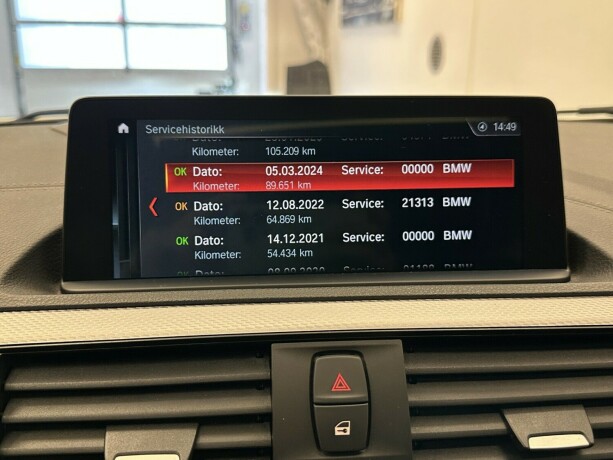 Servicehistorikk 14:49
Kilometer: 105.209 km
OK Dato: 05.03.2024 Service: 00000 BMW
Kilometer: 89.651 km
OK Dato: 12.08.2022 Service: 21313 BMW
Kilometer: 64.869 km
OK Dato: 14.12.2021 Service: 00000 BMW
Kilometer: 54.434 km